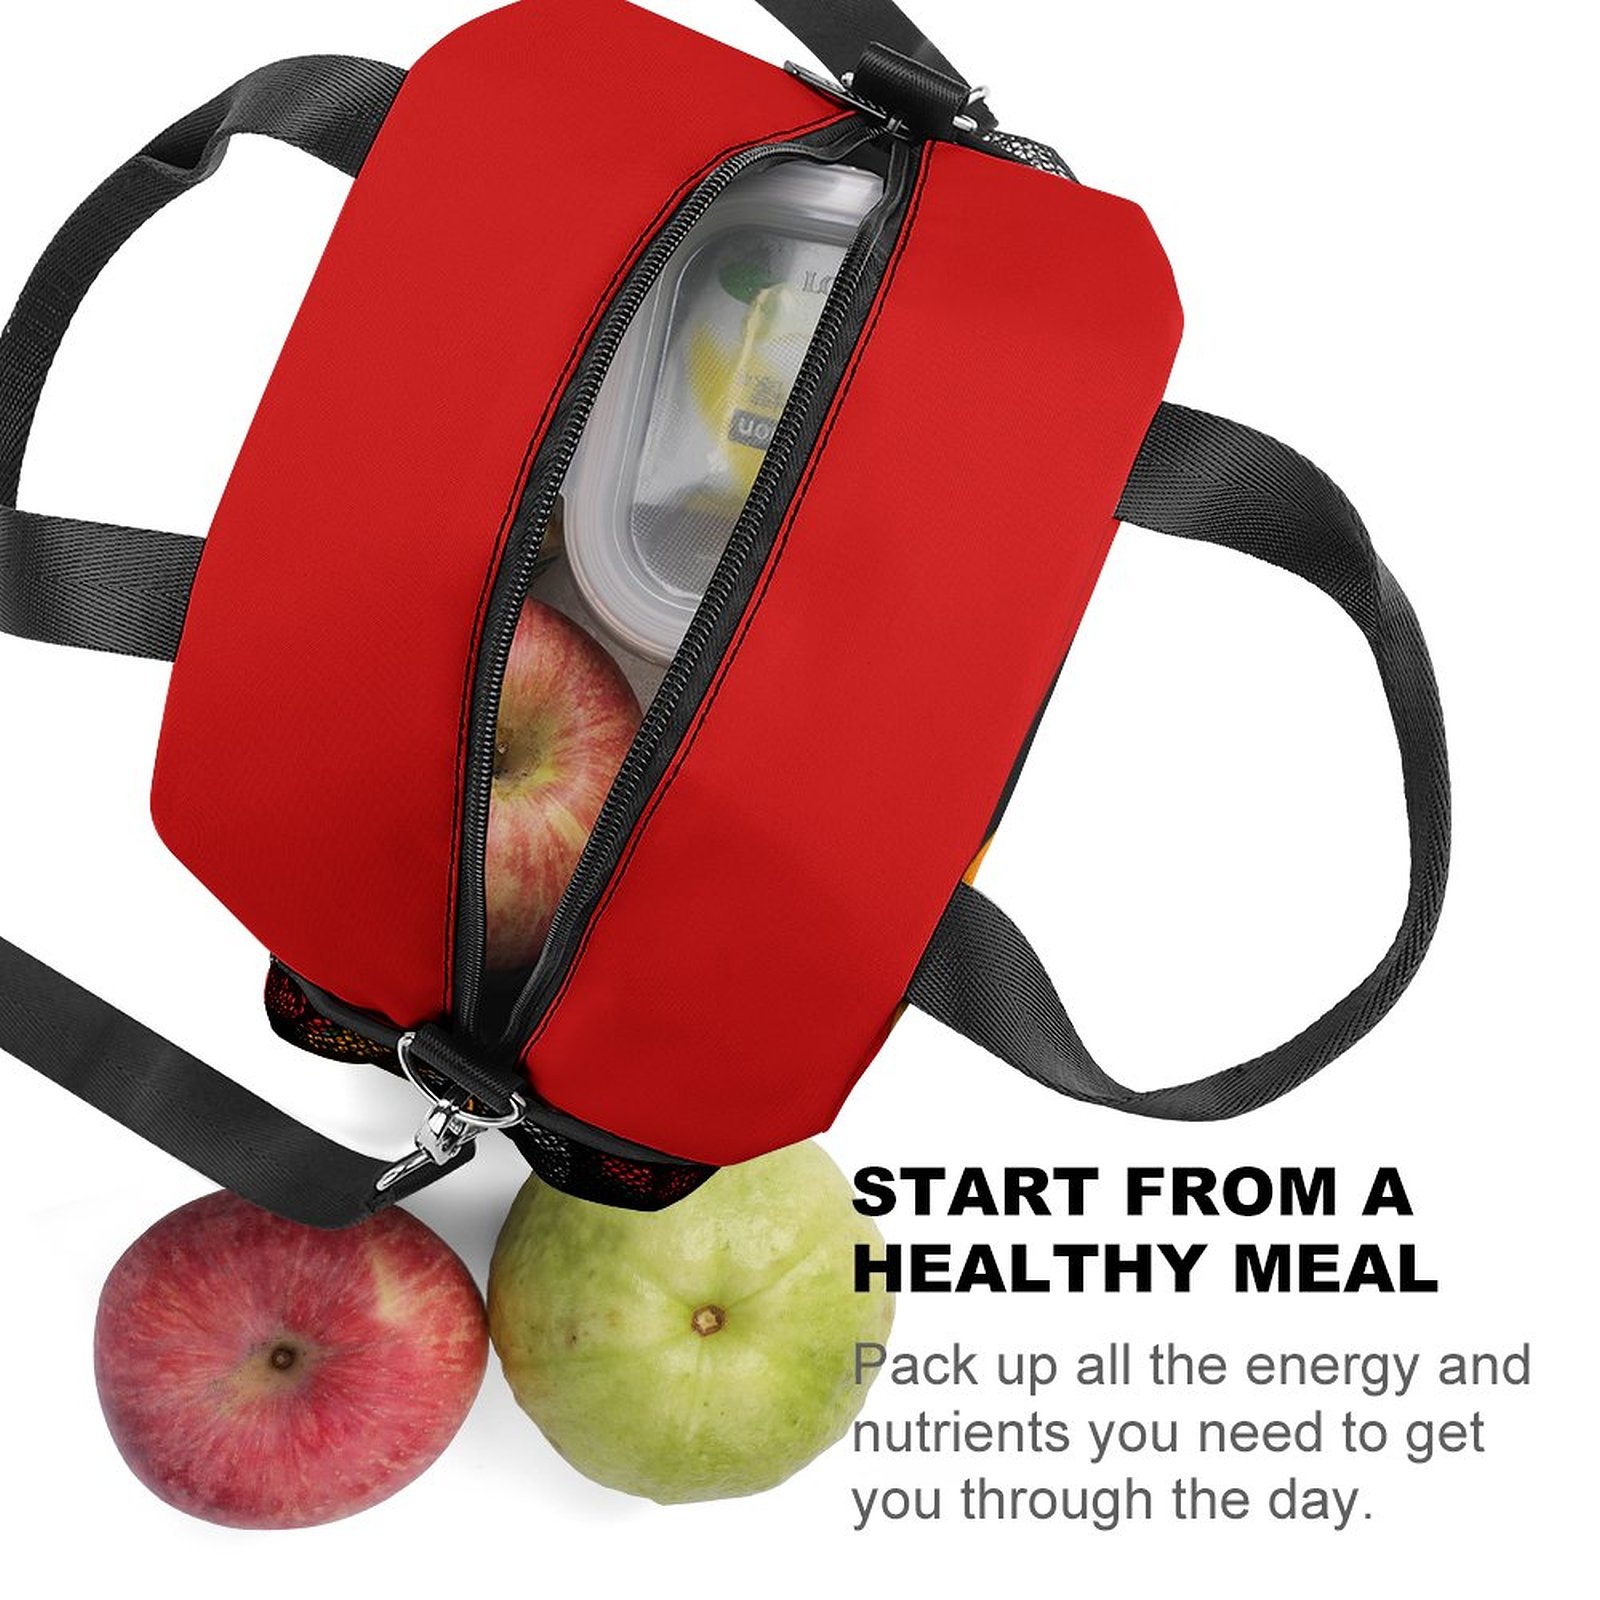 START FROM A
HEALTHY MEAL
Pack up all the energy and
nutrients you need to get
you through the day.